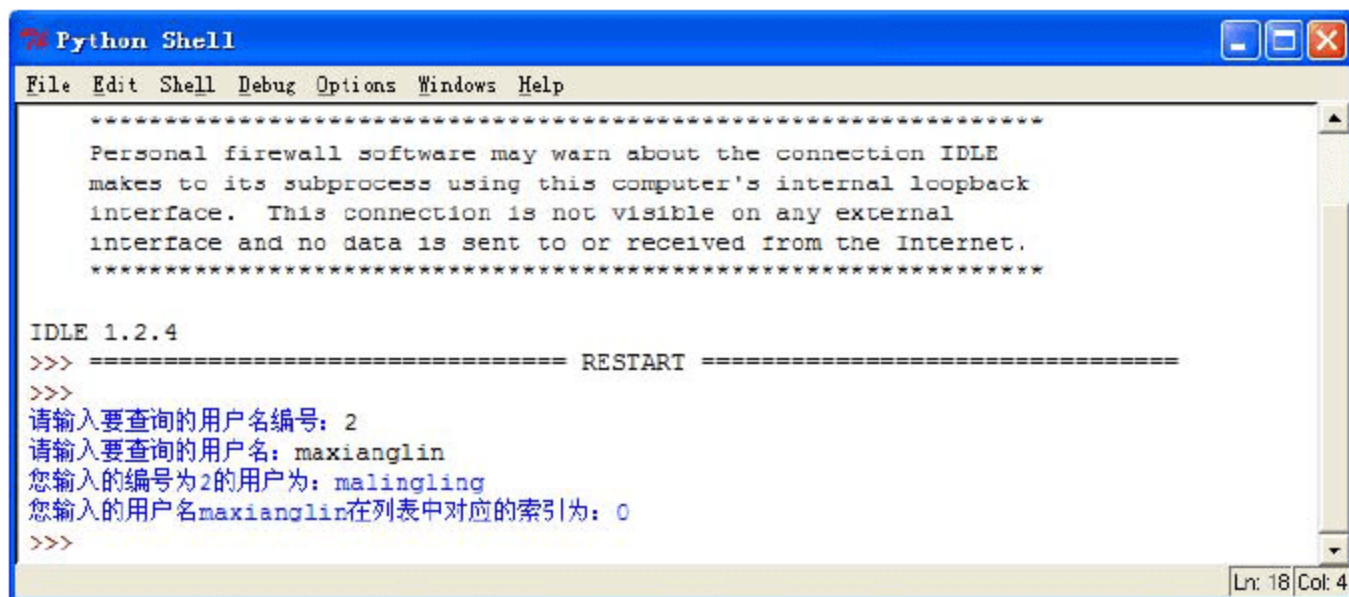 Python Shell
File Edit Shell Debug Options Windows Help
****************************************************************
Personal firewall software may warn about the connection IDLE
makes to its subprocess using this computer's internal loopback
interface.  This connection is not visible on any external
interface and no data is sent to or received from the Internet.
****************************************************************
IDLE 1.2.4
>>> ================================ RESTART ================================
>>>
请输入要查询的用户名编号：2
请输入要查询的用户名：maxianglin
您输入的编号为2的用户为：malingling
您输入的用户名maxianglin在列表中对应的索引为：0
>>>
Ln: 18 Col: 4